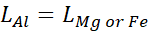 L_Al = L_Mg or Fe